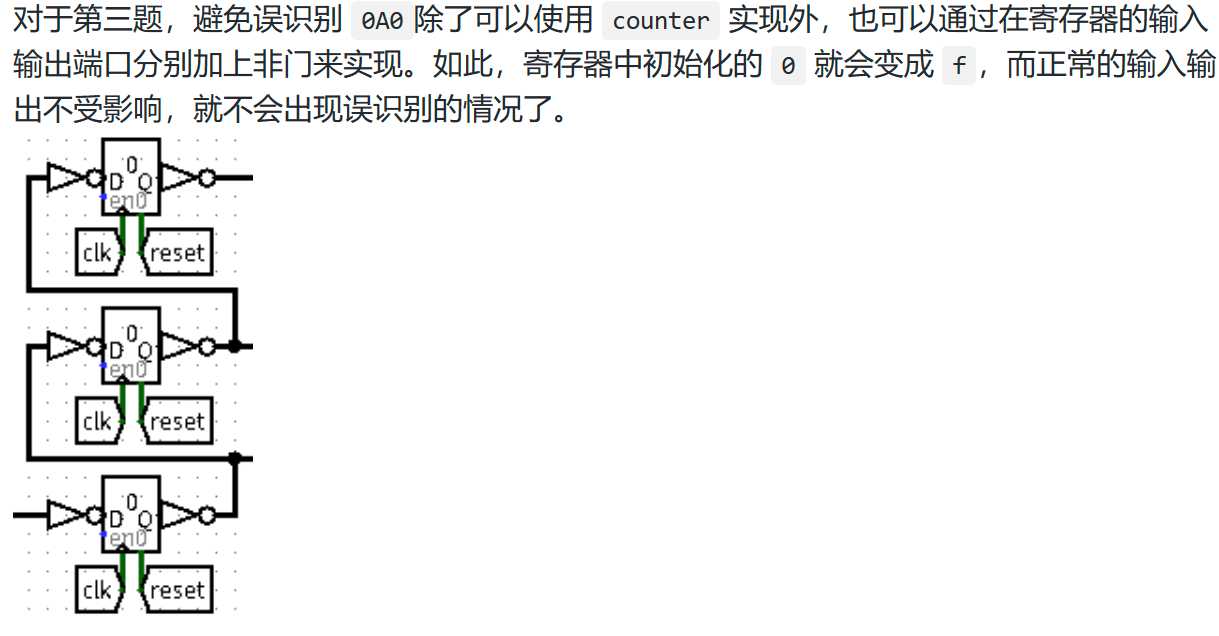 对于第三题，避免误识别 0A0 除了可以使用 counter 实现外，也可以通过在寄存器的输入
输出端口分别加上非门来实现。如此，寄存器中初始化的 0 就会变成 f ，而正常的输入输
出不受影响，就不会出现误识别的情况了。
0
D Q
en0
clk reset
0
D Q
en0
clk reset
0
D Q
en0
clk reset